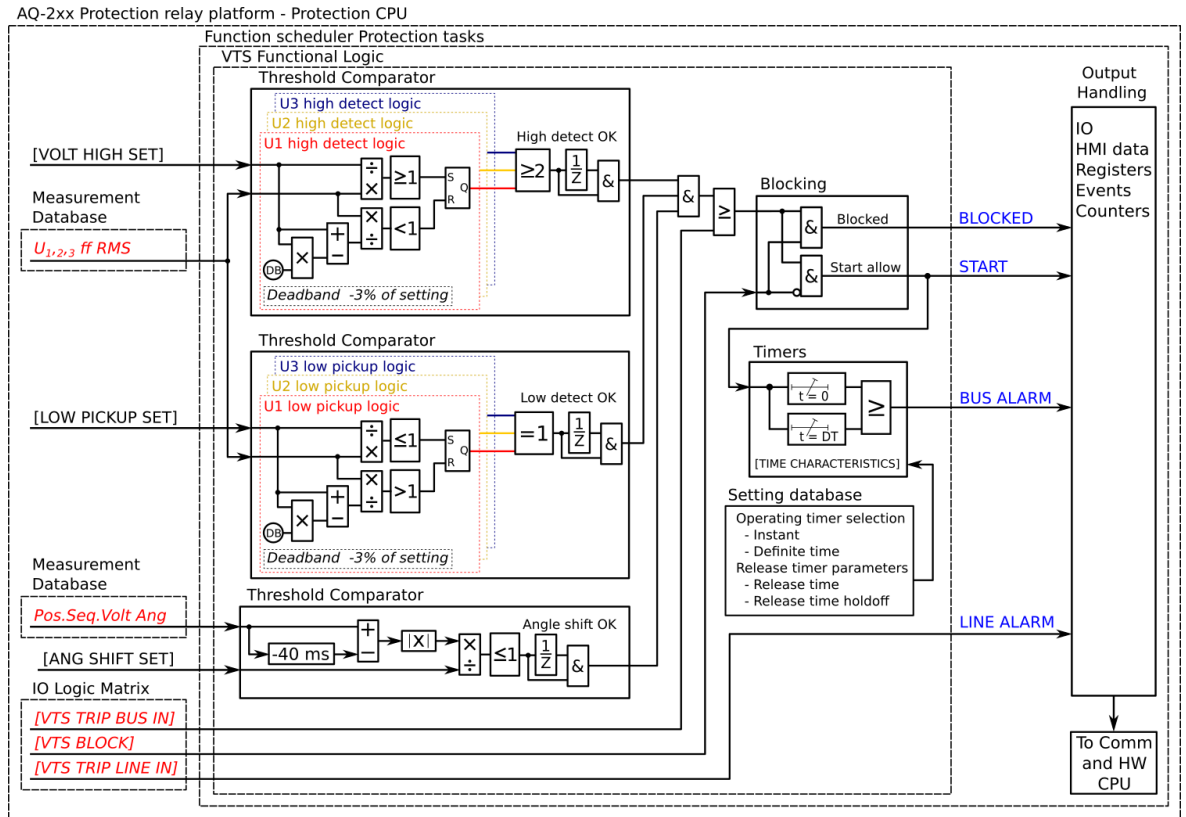 AQ-2xx Protection relay platform - Protection CPU
Function scheduler Protection tasks
VTS Functional Logic
Threshold Comparator
U3 high detect logic
U2 high detect logic
U1 high detect logic
[VOLT HIGH SET]
÷
×
≥1
S
R
Q
High detect OK
≥2
1
Z
&
Measurement
Database
U1,2,3 ff RMS
×
÷
<1
+
−
×
DB
Deadband -3% of setting
&
≥
Blocking
&
Blocked
&
Start allow
BLOCKED
START
Output
Handling
IO
HMI data
Registers
Events
Counters
Threshold Comparator
U3 low pickup logic
U2 low pickup logic
U1 low pickup logic
[LOW PICKUP SET]
÷
×
≤1
S
R
Q
Low detect OK
=1
1
Z
&
×
÷
>1
+
−
×
DB
Deadband -3% of setting
Timers
t = 0
t = DT
≥
[TIME CHARACTERISTICS]
BUS ALARM
Setting database
Operating timer selection
- Instant
- Definite time
Release timer parameters
- Release time
- Release time holdoff
Measurement
Database
Pos.Seq.Volt Ang
Threshold Comparator
-40 ms
+
−
|X|
×
÷
≤1
Angle shift OK
1
Z
&
LINE ALARM
[ANG SHIFT SET]
IO Logic Matrix
[VTS TRIP BUS IN]
[VTS BLOCK]
[VTS TRIP LINE IN]
To Comm
and HW
CPU